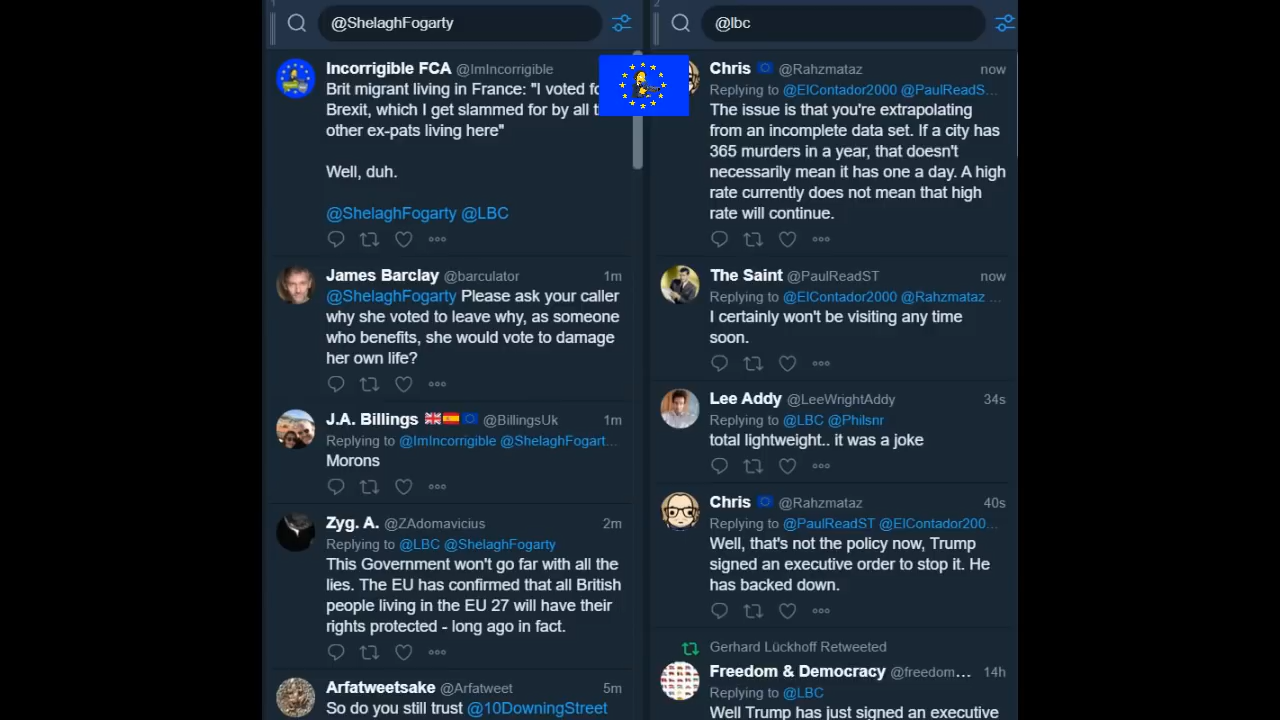 1
@ShelaghFogarty
Incorrigible FCA @ImIncorrigible
Brit migrant living in France: "I voted fo
Brexit, which I get slammed for by all t
other ex-pats living here"
Well, duh.
@ShelaghFogarty @LBC
James Barclay @barculator 1m
@ShelaghFogarty Please ask your caller
why she voted to leave why, as someone
who benefits, she would vote to damage
her own life?
J.A. Billings @BillingsUk 1m
Replying to @ImIncorrigible @ShelaghFogart...
Morons
Zyg. A. @ZAdomavicius 2m
Replying to @LBC @ShelaghFogarty
This Government won't go far with all the
lies. The EU has confirmed that all British
people living in the EU 27 will have their
rights protected - long ago in fact.
Arfatweetsake @Arfatweet 5m
So do you still trust @10DowningStreet
2
@lbc
Chris @Rahzmataz now
Replying to @ElContador2000 @PaulReadS...
The issue is that you're extrapolating
from an incomplete data set. If a city has
365 murders in a year, that doesn't
necessarily mean it has one a day. A high
rate currently does not mean that high
rate will continue.
The Saint @PaulReadST now
Replying to @ElContador2000 @Rahzmataz ...
I certainly won't be visiting any time
soon.
Lee Addy @LeeWrightAddy 34s
Replying to @LBC @Philsnr
total lightweight.. it was a joke
Chris @Rahzmataz 40s
Replying to @PaulReadST @ElContador200...
Well, that's not the policy now, Trump
signed an executive order to stop it. He
has backed down.
Gerhard Lückhoff Retweeted
Freedom & Democracy @freedom... 14h
Replying to @LBC
Well Trump has just signed an executive